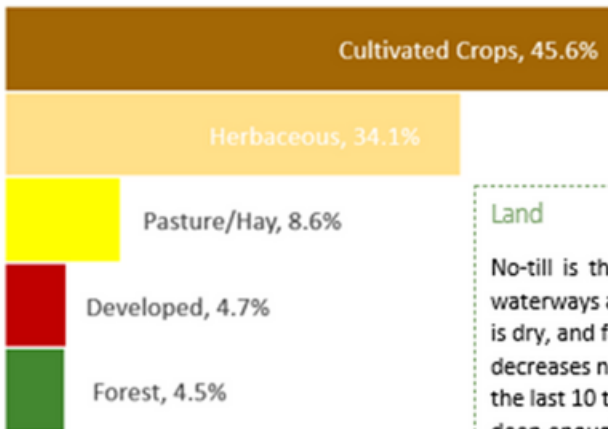 Cultivated Crops, 45.6%
Herbaceous, 34.1%
Pasture/Hay, 8.6%
Developed, 4.7%
Forest, 4.5%
Land
No-till is th
waterways a
is dry, and f
decreases n
the last 10 t